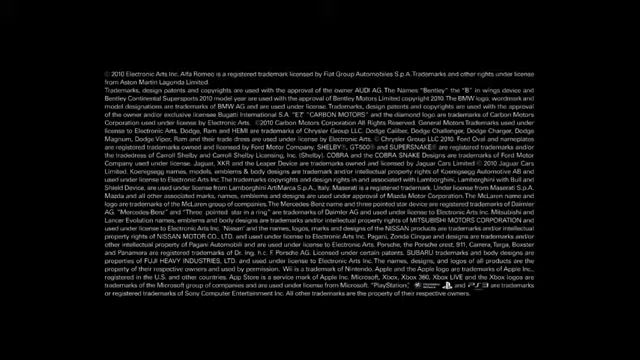 © 2010 Electronic Arts Inc. Alfa Romeo is a registered trademark licensed by Fiat Group Automobiles S.p.A. Trademarks and other rights under license
from Aston Martin Lagonda Limited.
Trademarks, design patents and copyrights are used with the approval of the owner AUDI AG. The Names "Bentley" the "B" in wings device and
Bentley Continental Supersports 2010 model year are used with the approval of Bentley Motors Limited copyright 2010. The BMW logo, wordmark and
model designations are trademarks of BMW AG and are used under license. Trademarks, design patents and copyrights are used with the approval
of the owner and/or exclusive licensor Bugatti International S.A. "E7" "CARBON MOTORS" and the diamond logo are trademarks of Carbon Motors
Corporation used under license by Electronic Arts. ©2010 Carbon Motors Corporation All Rights Reserved. General Motors Trademarks used under
license to Electronic Arts. Dodge, Ram and HEMI are trademarks of Chrysler Group LLC. Dodge Caliber, Dodge Challenger, Dodge Charger, Dodge
Magnum, Dodge Viper, Ram and their trade dress are used under license to Electronic Arts. © Chrysler Group LLC 2010. Ford Oval and nameplates
are registered trademarks owned and licensed by Ford Motor Company. SHELBY®, GT500® and SUPERSNAKE® are registered trademarks and/or
the tradedress of Carroll Shelby and Carroll Shelby Licensing, Inc. (Shelby). COBRA and the COBRA SNAKE Designs are trademarks of Ford Motor
Company used under license. Jaguar, XKR and the Leaper Device are trademarks owned and licensed by Jaguar Cars Limited © 2010 Jaguar Cars
Limited. Koenigsegg names, models, emblems & body designs are trademark and/or intellectual property rights of Koenigsegg Automotive AB and
used under license to Electronic Arts. The trademarks copyrights and design rights in and associated with Lamborghini, Lamborghini with Bull and
Shield Device, are used under license from Lamborghini ArtiMarca S.p.A., Italy. Maserati is a registered trademark. Under license from Maserati S.p.A.
Mazda and all other associated marks, names, emblems and designs are used under approval of Mazda Motor Corporation. The McLaren name and
logo are trademarks of the McLaren group of companies. The Mercedes-Benz name and three pointed star device are registered trademarks of Daimler
AG. "Mercedes-Benz" and "Three pointed star in a ring" are trademarks of Daimler AG and used under license to Electronic Arts. Mitsubishi and
Lancer Evolution names, emblems and body designs are trademarks and/or intellectual property rights of MITSUBISHI MOTORS CORPORATION and
used under license to Electronic Arts. 'Nissan' and the names, logos, marks and designs of the NISSAN products are trademarks and/or intellectual
property rights of NISSAN MOTOR CO., LTD. and used under license to Electronic Arts. Pagani, Zonda Cinque and designs are trademarks and/or
other intellectual property of Pagani Automobili and are used under license to Electronic Arts. Porsche, the Porsche crest, 911, Carrera, Targa, Boxster
and Panamera are registered trademarks of Dr. Ing. h.c. F. Porsche AG. Licensed under certain patents. SUBARU trademarks and body designs are
properties of FUJI HEAVY INDUSTRIES, LTD. and used under license to Electronic Arts. The names, designs, and logos of all products are the
property of their respective owners and used by permission. Wii is a trademark of Nintendo. Apple and the Apple logo are trademarks of Apple Inc.,
registered in the U.S. and other countries. App Store is a service mark of Apple Inc. Microsoft, Xbox, Xbox 360, Xbox LIVE and the Xbox logos are
trademarks of the Microsoft group of companies and are used under license from Microsoft. "PlayStation", PS3 are trademarks
or registered trademarks of Sony Computer Entertainment Inc. All other trademarks are the property of their respective owners.